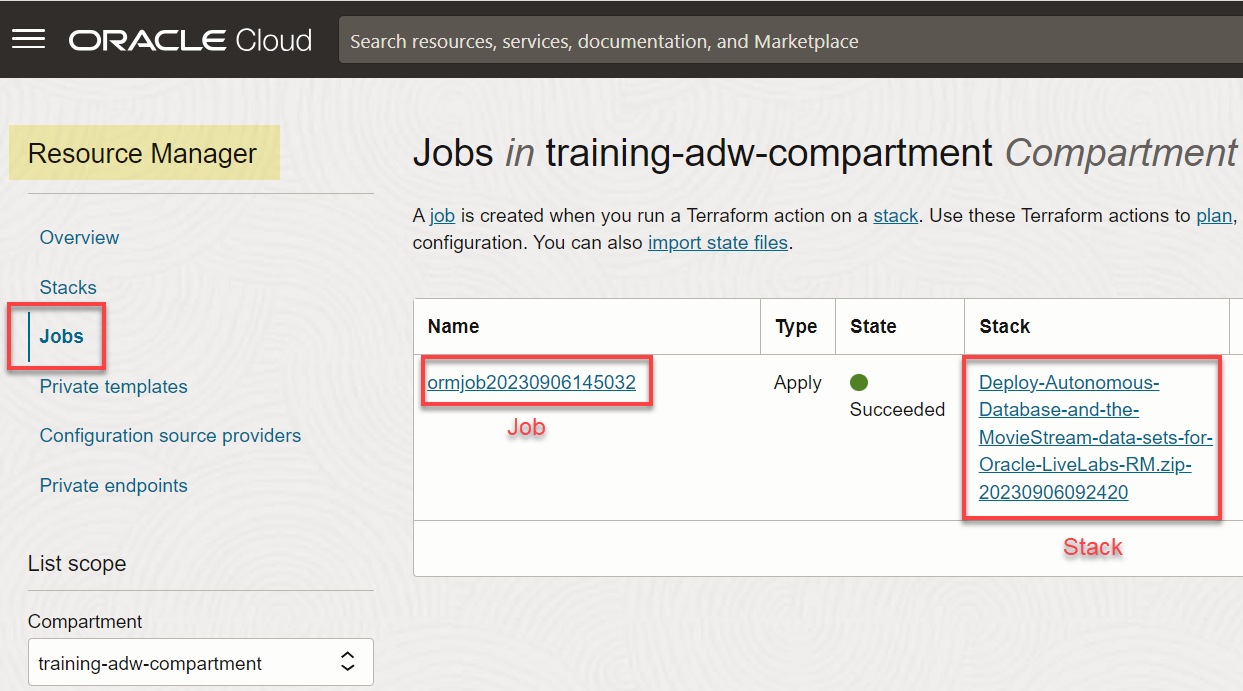 ORACLE Cloud
Search resources, services, documentation, and Marketplace
Resource Manager
Overview
Stacks
Jobs
Private templates
Configuration source providers
Private endpoints
List scope
Compartment
training-adw-compartment
Jobs in training-adw-compartment Compartment
A job is created when you run a Terraform action on a stack. Use these Terraform actions to plan,
configuration. You can also import state files.
Name Type State Stack
ormjob20230906145032
Job
Apply
Succeeded
Deploy-Autonomous-
Database-and-the-
MovieStream-data-sets-for-
Oracle-LiveLabs-RM.zip-
20230906092420
Stack